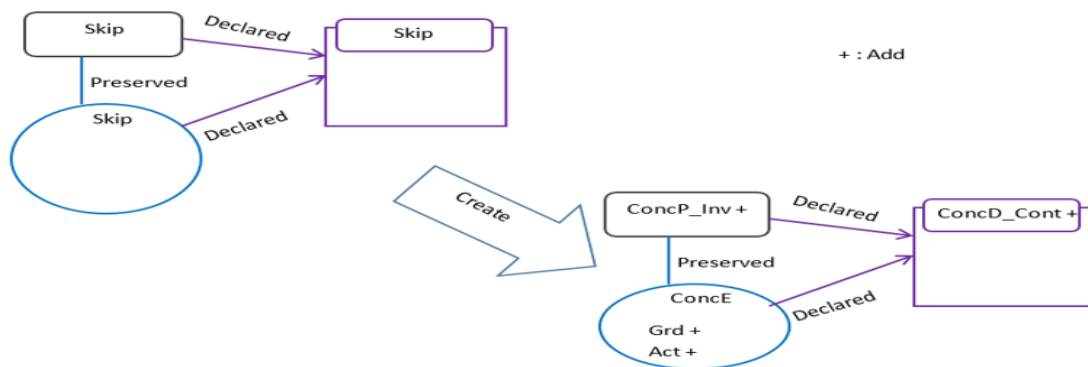 Skip
Declared
Skip
+ : Add
Preserved
Skip
Declared
Create
ConcP_Inv +
Declared
ConcD_Cont +
Preserved
ConcE
Declared
Grd +
Act +